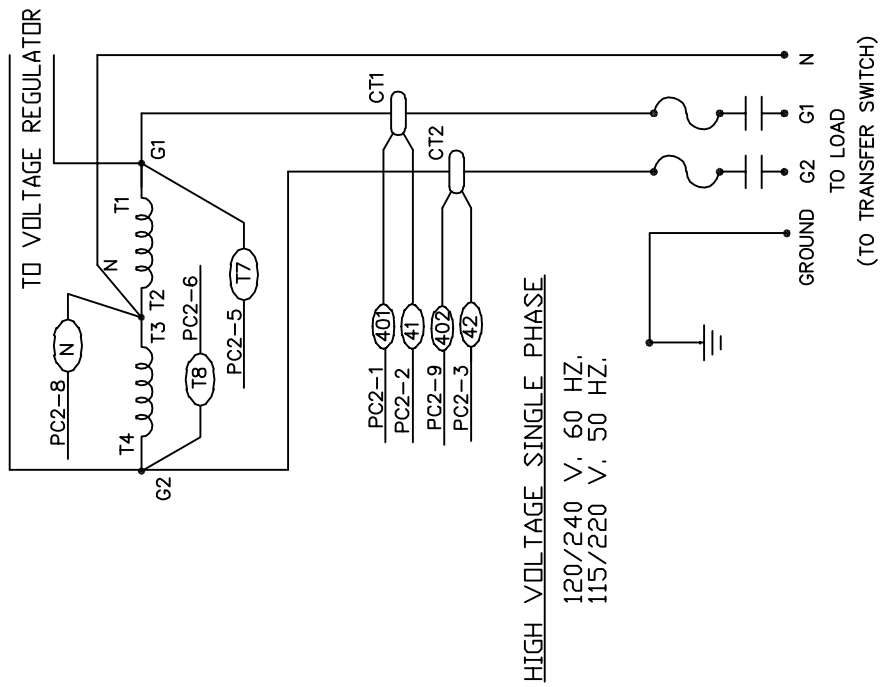 TO VOLTAGE REGULATOR
G1
T1
N
T2
T3
T4
G2
N
PC2-8
T8
PC2-6
T7
PC2-5
CT1
CT2
401
PC2-1
41
PC2-2
402
PC2-9
42
PC2-3
N
G1
G2
GROUND
TO LOAD
(TO TRANSFER SWITCH)
HIGH VOLTAGE SINGLE PHASE
120/240 V. 60 HZ.
115/220 V. 50 HZ.